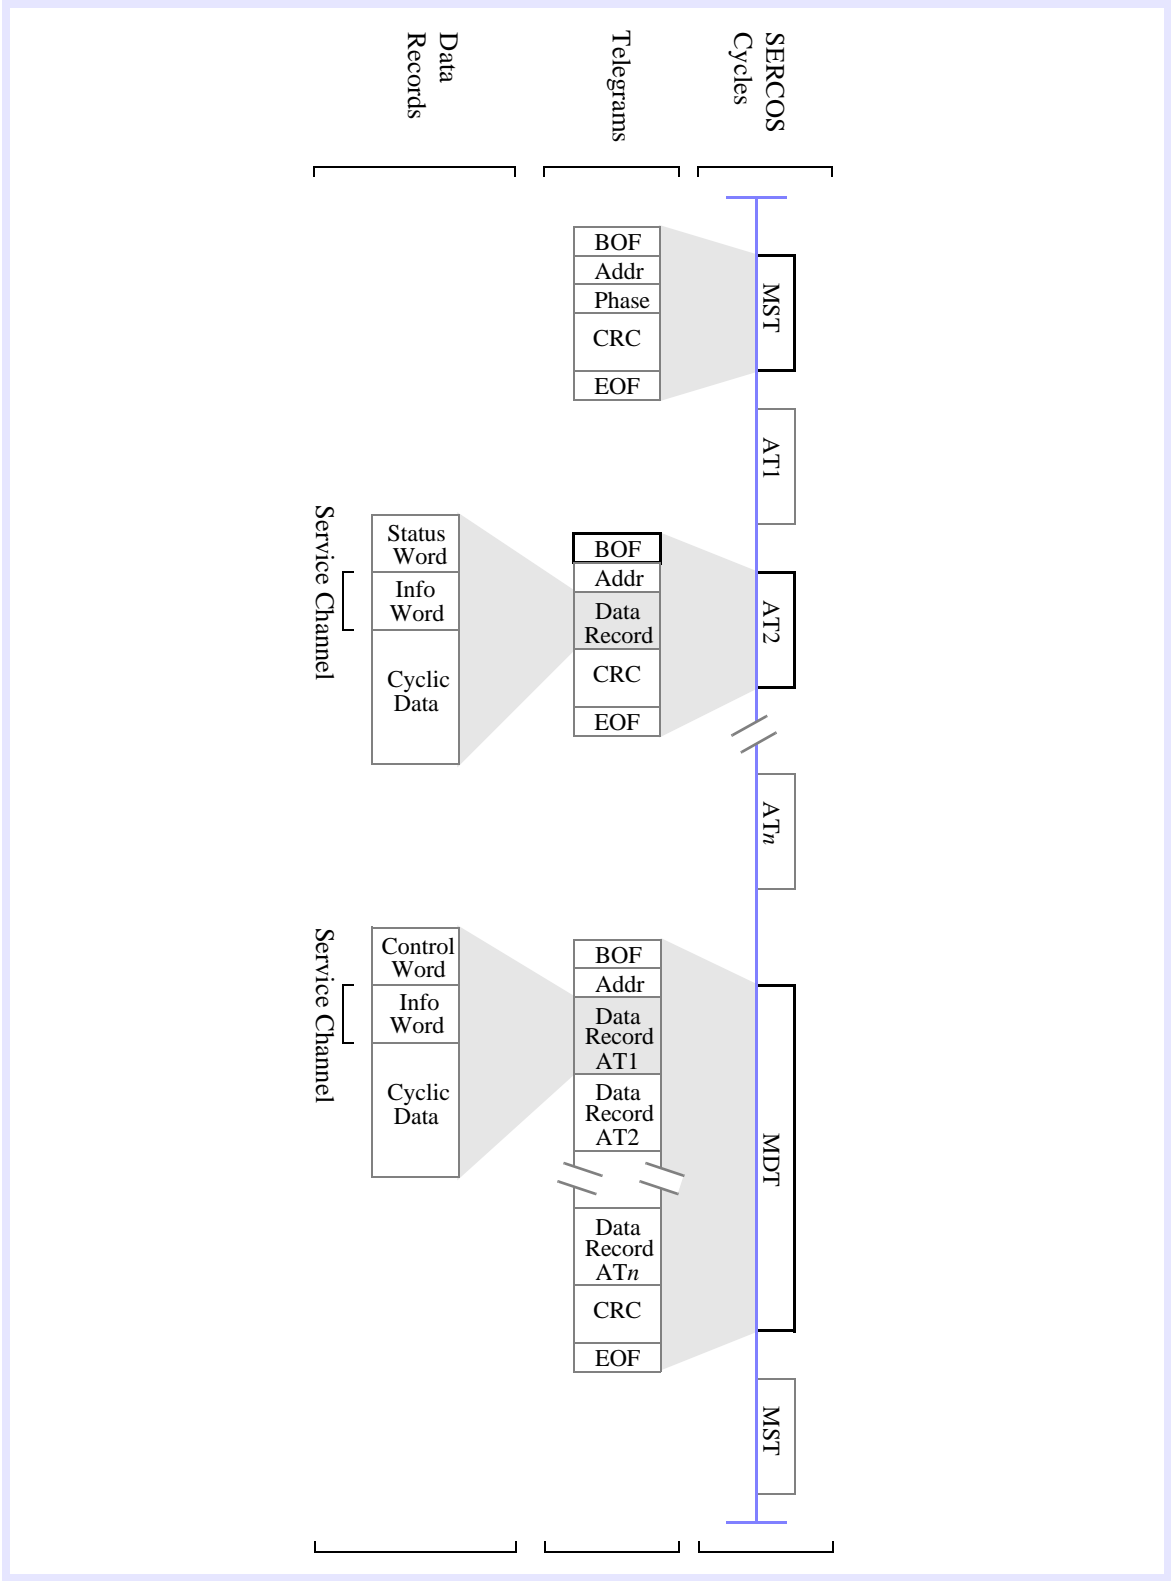 SERCOS
Cycles
Telegrams
Data
Records
MST
AT1
AT2
ATn
MDT
MST
BOF
Addr
Phase
CRC
EOF
BOF
Addr
Data
Record
CRC
EOF
BOF
Addr
Data
Record
AT1
Data
Record
AT2
Data
Record
ATn
CRC
EOF
Status
Word
Info
Word
Cyclic
Data
Service Channel
Control
Word
Info
Word
Cyclic
Data
Service Channel